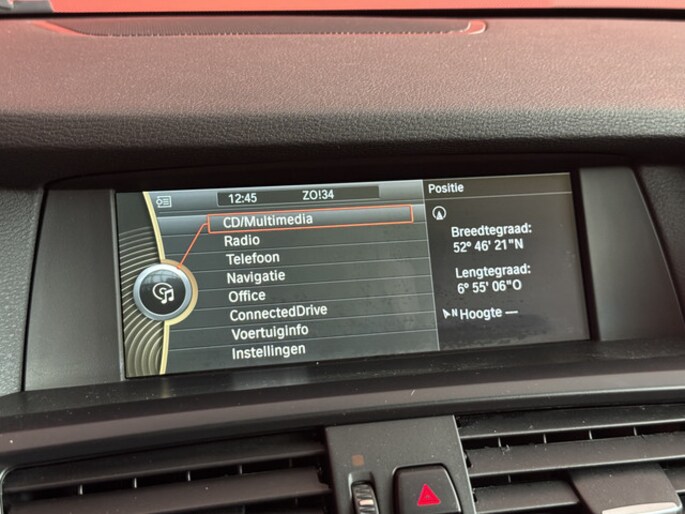 12:45 ZO!34
CD/Multimedia
Radio
Telefoon
Navigatie
Office
ConnectedDrive
Voertuiginfo
Instellingen
Positie
Breedtegraad:
52° 46' 21"N
Lengtegraad:
6° 55' 06"O
N Hoogte —